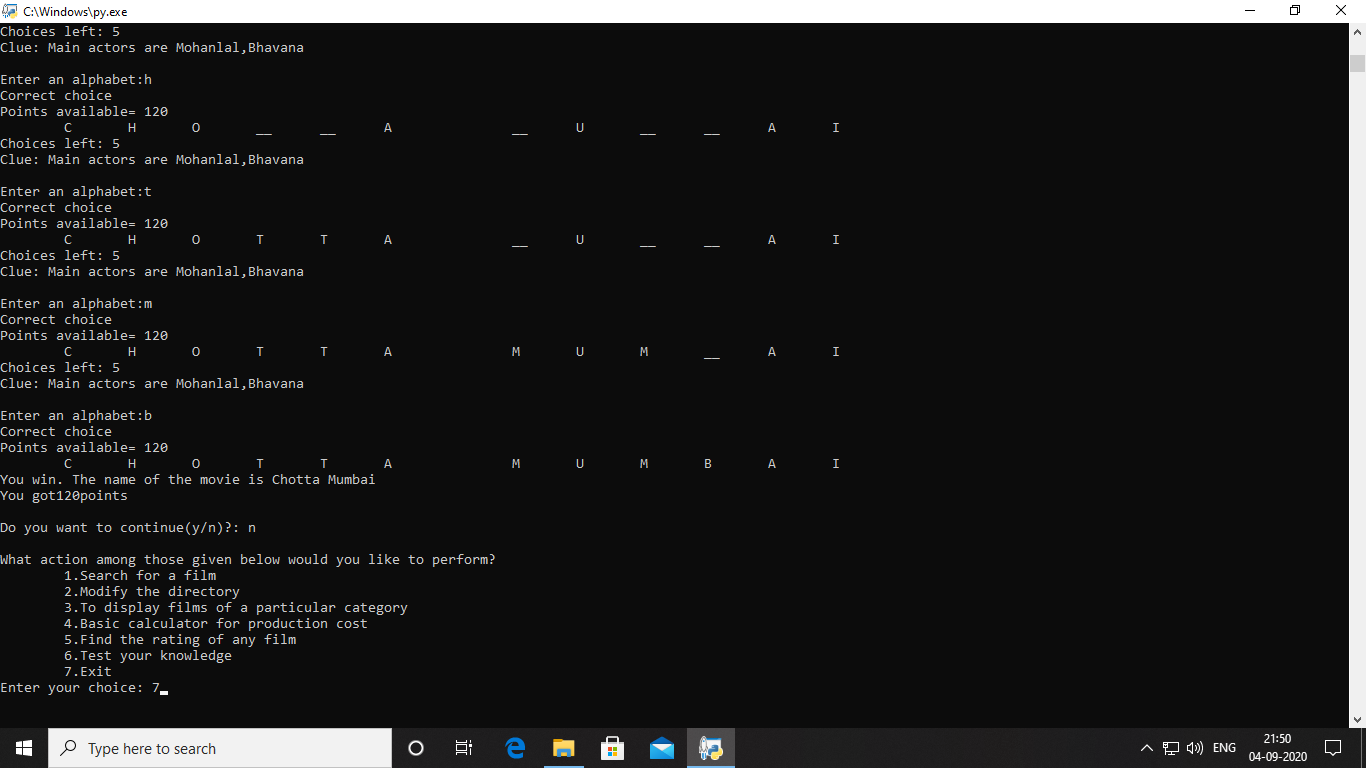 C:\Windows\py.exe
Choices left: 5
Clue: Main actors are Mohanlal,Bhavana
Enter an alphabet:h
Correct choice
Points available= 120
C H O __ __ A __ U __ __ A I
Choices left: 5
Clue: Main actors are Mohanlal,Bhavana
Enter an alphabet:t
Correct choice
Points available= 120
C H O T T A __ U __ __ A I
Choices left: 5
Clue: Main actors are Mohanlal,Bhavana
Enter an alphabet:m
Correct choice
Points available= 120
C H O T T A M U M __ A I
Choices left: 5
Clue: Main actors are Mohanlal,Bhavana
Enter an alphabet:b
Correct choice
Points available= 120
C H O T T A M U M B A I
You win. The name of the movie is Chotta Mumbai
You got120points
Do you want to continue(y/n)?: n
What action among those given below would you like to perform?
1.Search for a film
2.Modify the directory
3.To display films of a particular category
4.Basic calculator for production cost
5.Find the rating of any film
6.Test your knowledge
7.Exit
Enter your choice: 7
Type here to search
ENG
21:50
04-09-2020